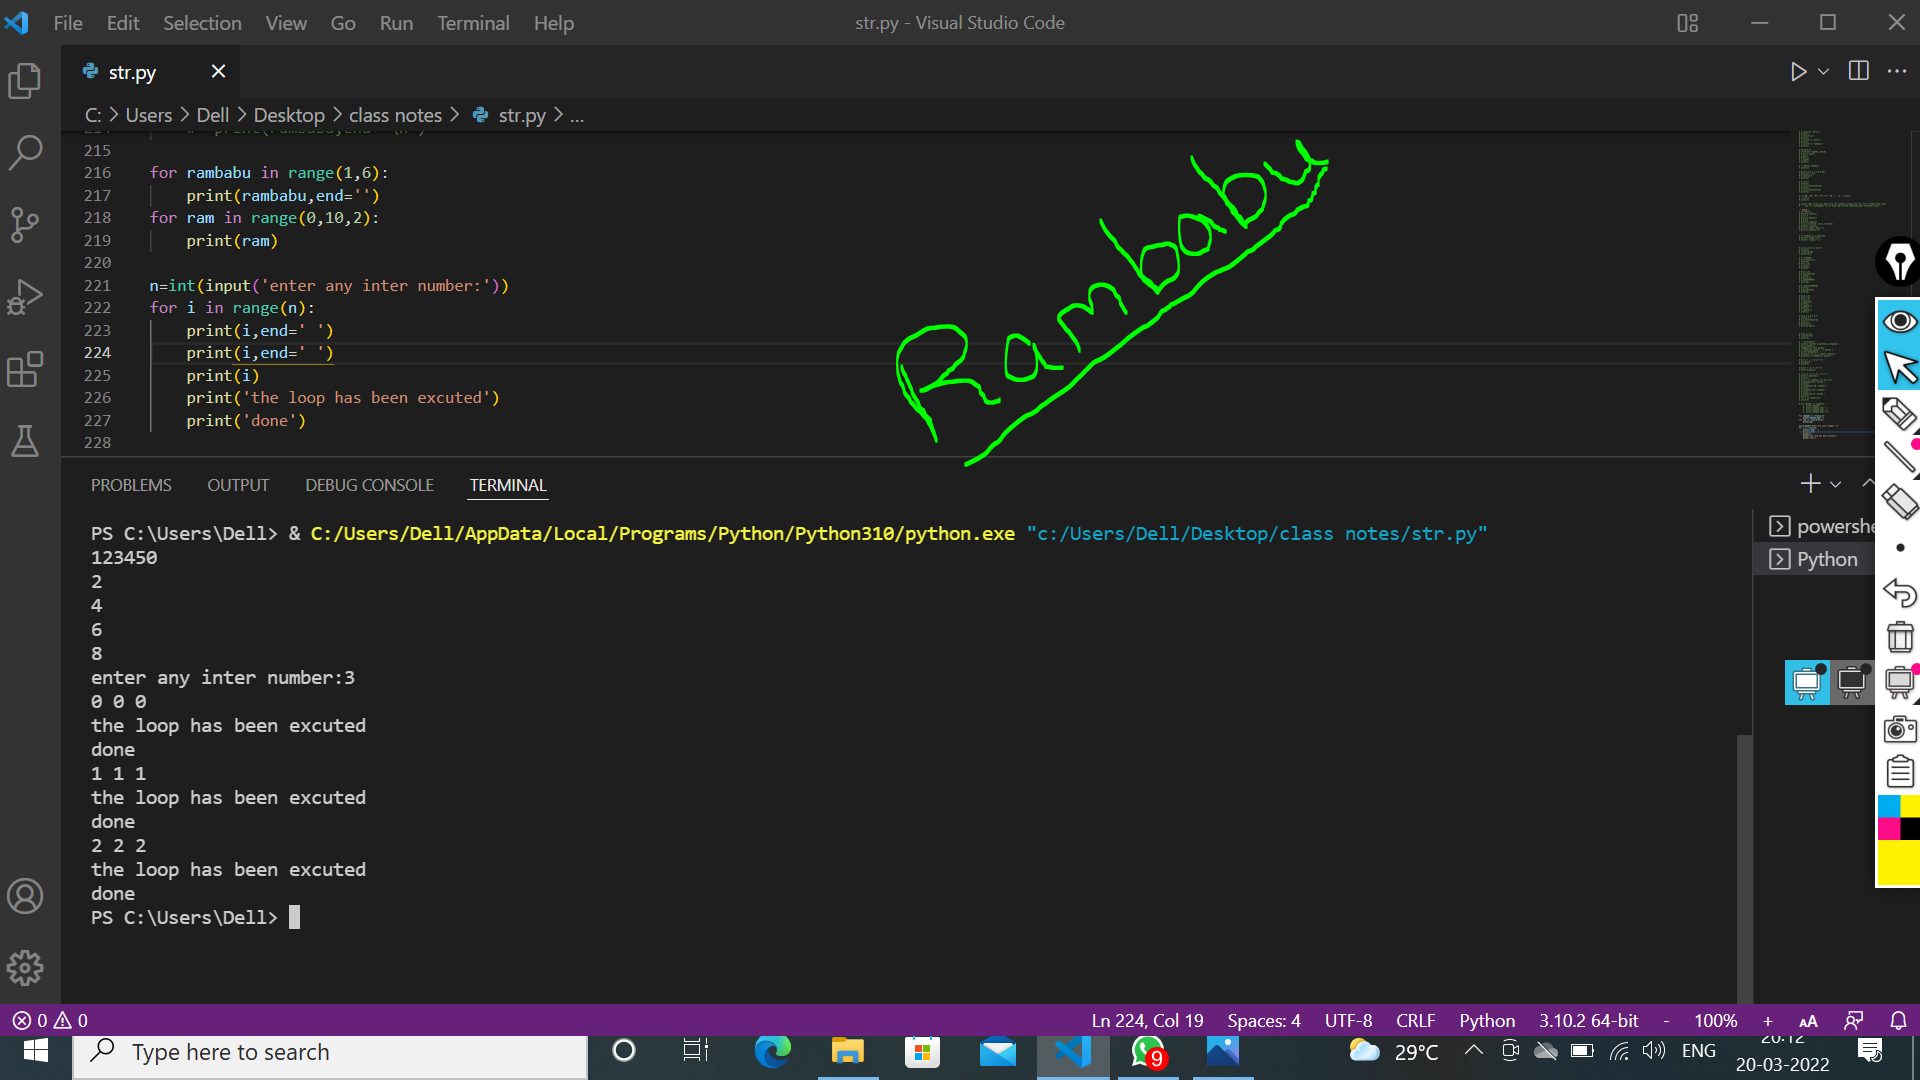 File Edit Selection View Go Run Terminal Help str.py - Visual Studio Code
str.py
C: > Users > Dell > Desktop > class notes > str.py > ...
215
216 for rambabu in range(1,6):
217 print(rambabu,end='')
218 for ram in range(0,10,2):
219 print(ram)
220
221 n=int(input('enter any inter number:'))
222 for i in range(n):
223 print(i,end=' ')
224 print(i,end=' ')
225 print(i)
226 print('the loop has been excuted')
227 print('done')
228
Rambabu
PROBLEMS OUTPUT DEBUG CONSOLE TERMINAL
PS C:\Users\Dell> & C:/Users/Dell/AppData/Local/Programs/Python/Python310/python.exe "c:/Users/Dell/Desktop/class notes/str.py"
123450
2
4
6
8
enter any inter number:3
0 0 0
the loop has been excuted
done
1 1 1
the loop has been excuted
done
2 2 2
the loop has been excuted
done
PS C:\Users\Dell>
powershe
Python
0 0 Ln 224, Col 19 Spaces: 4 UTF-8 CRLF Python 3.10.2 64-bit - 100% +
Type here to search
9
29°C ENG
20:12
20-03-2022